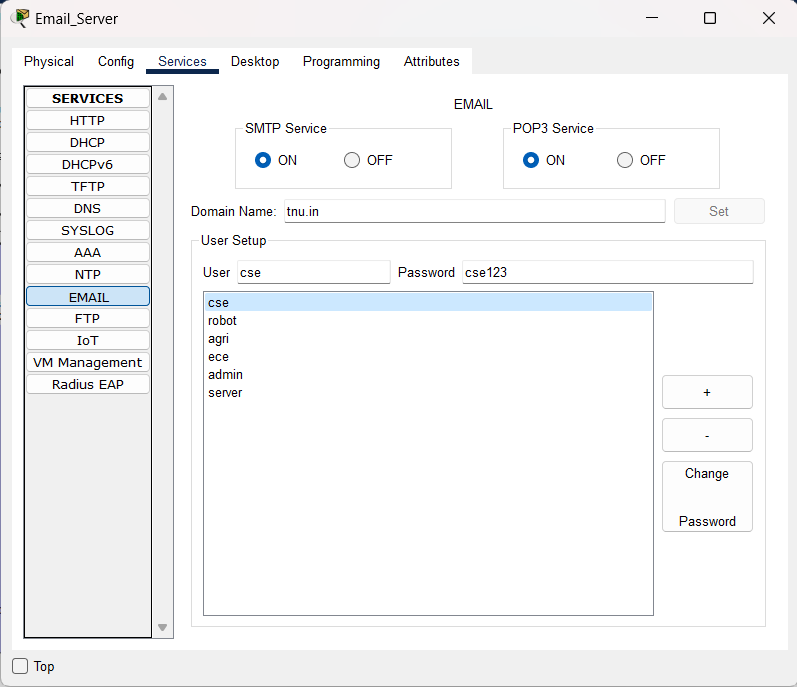 Email_Server
Physical Config Services Desktop Programming Attributes
SERVICES
HTTP
DHCP
DHCPv6
TFTP
DNS
SYSLOG
AAA
NTP
EMAIL
FTP
IoT
VM Management
Radius EAP
EMAIL
SMTP Service
ON OFF
POP3 Service
ON OFF
Domain Name: tnu.in Set
User Setup
User cse Password cse123
cse
robot
agri
ece
admin
server
+
-
Change
Password
Top